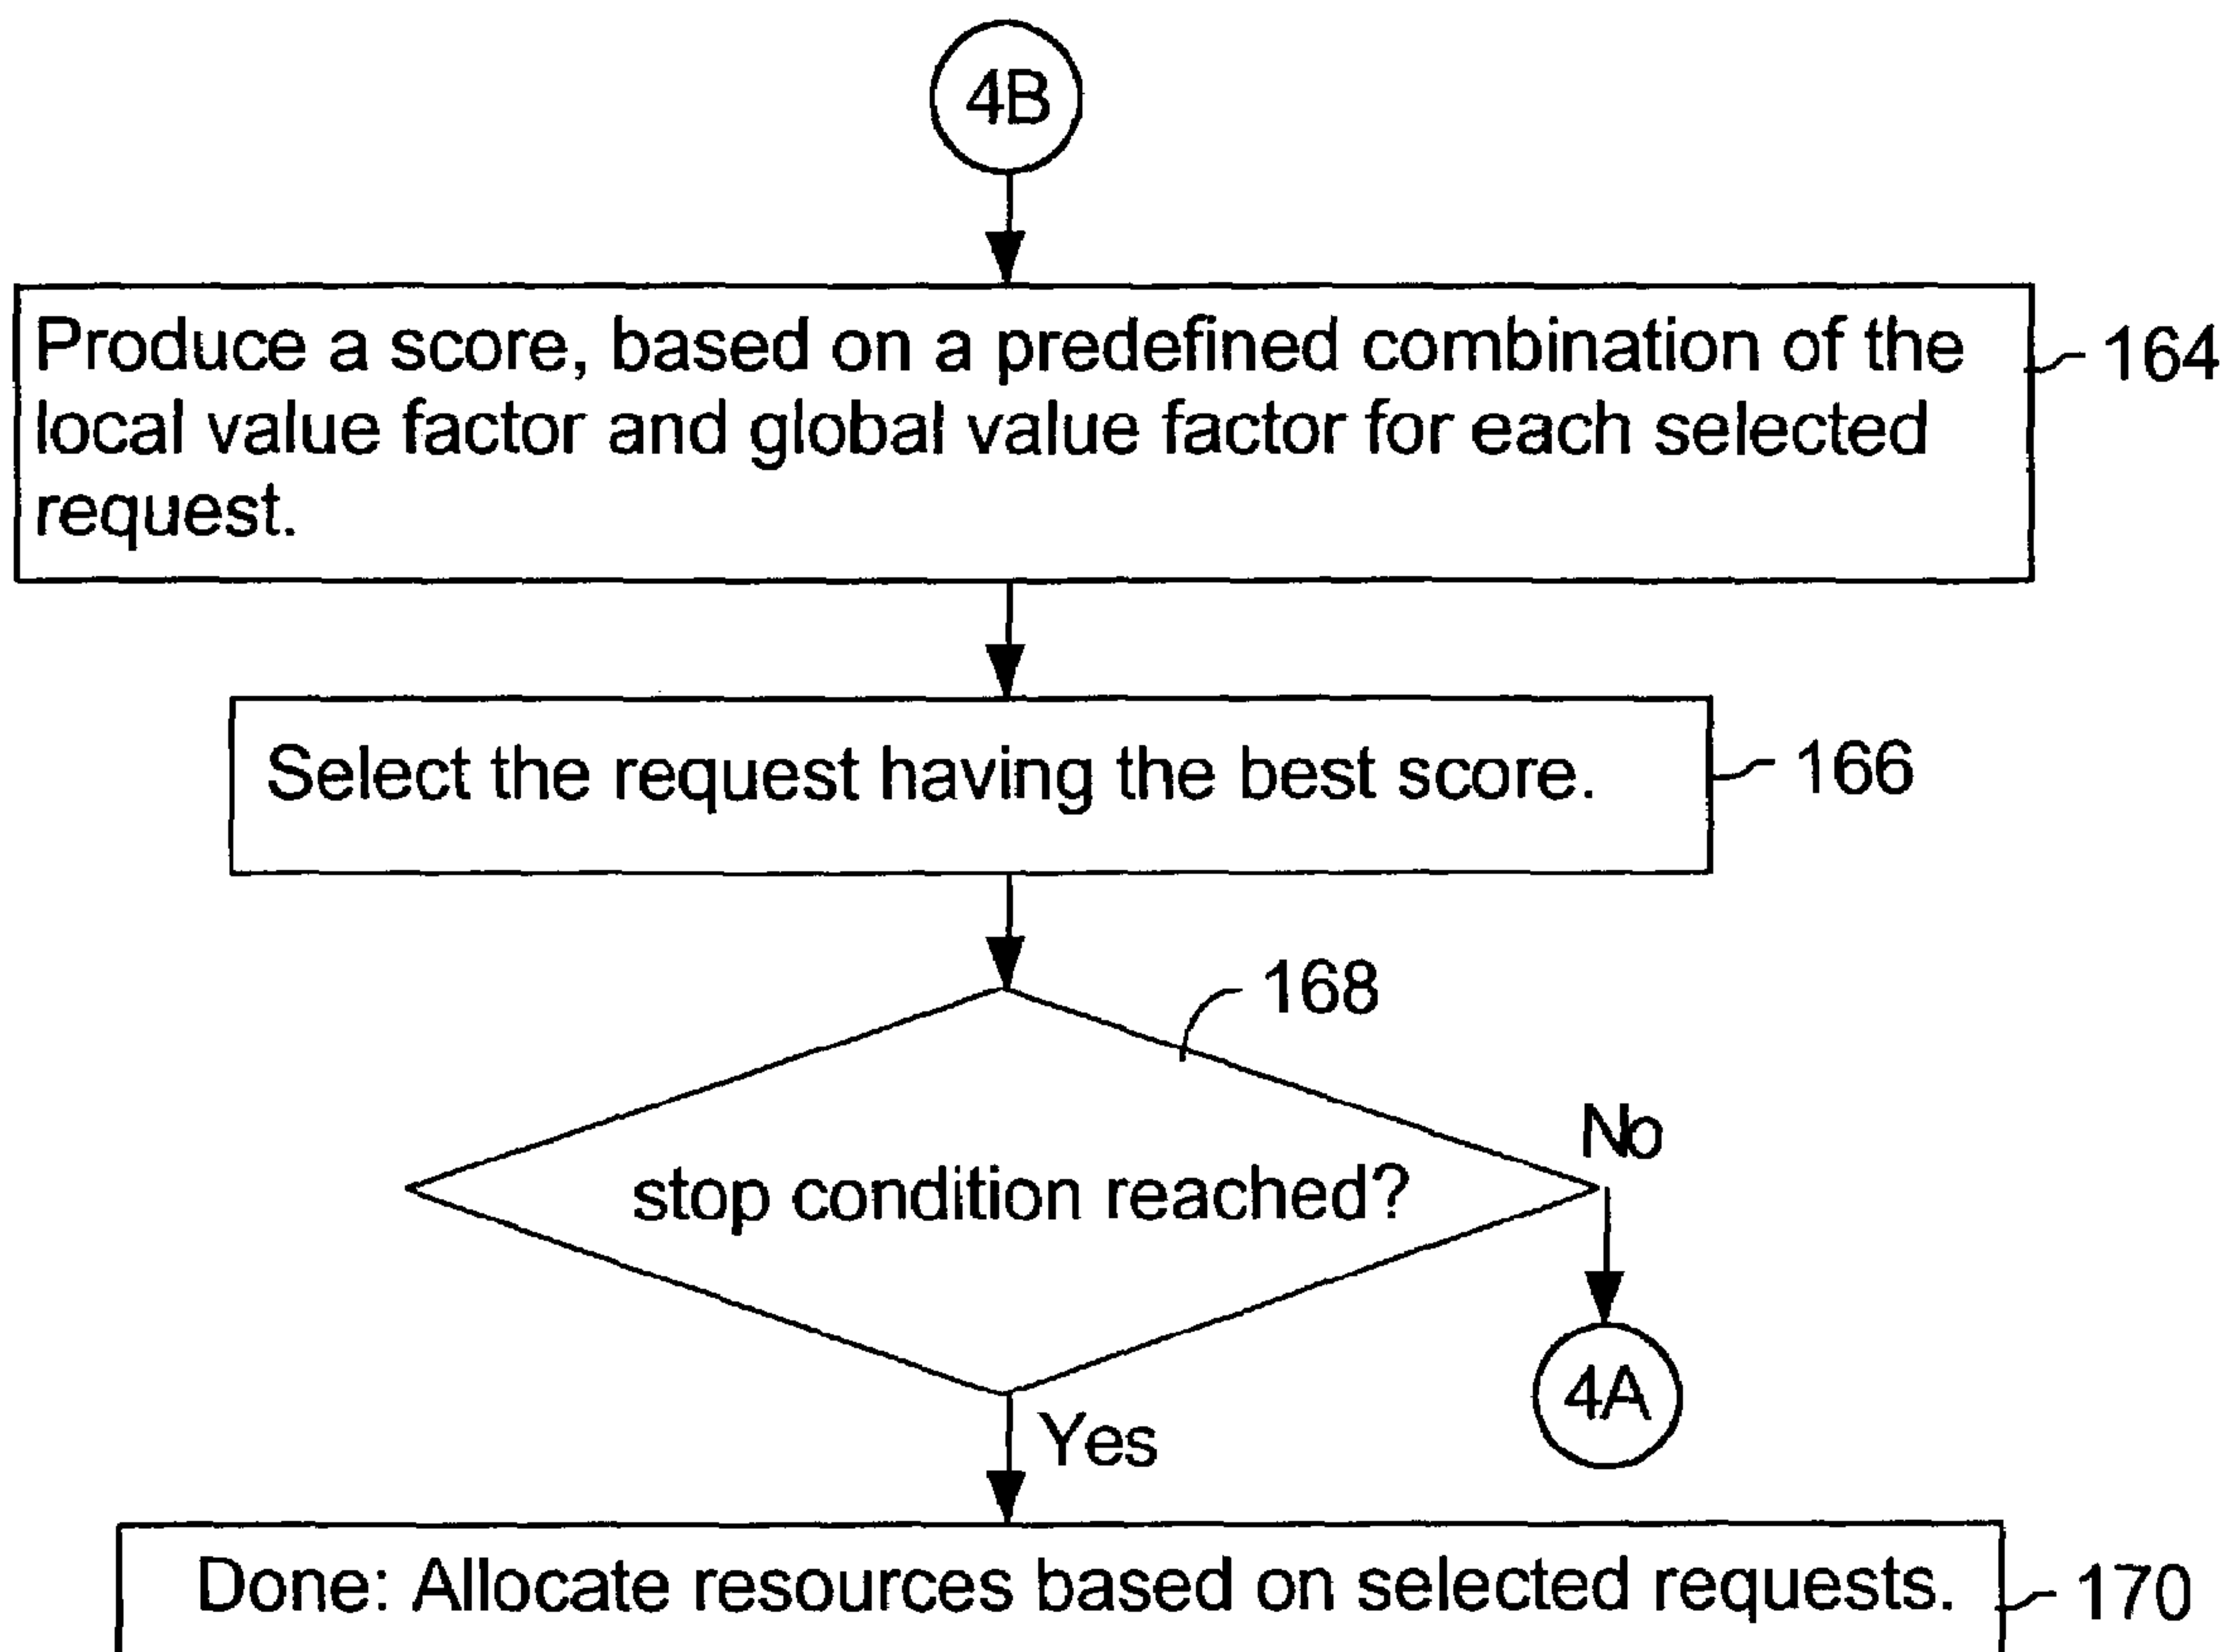 4B
Produce a score, based on a predefined combination of the
local value factor and global value factor for each selected
request.
164
Select the request having the best score.
166
168
No
stop condition reached?
4A
Yes
Done: Allocate resources based on selected requests.
170